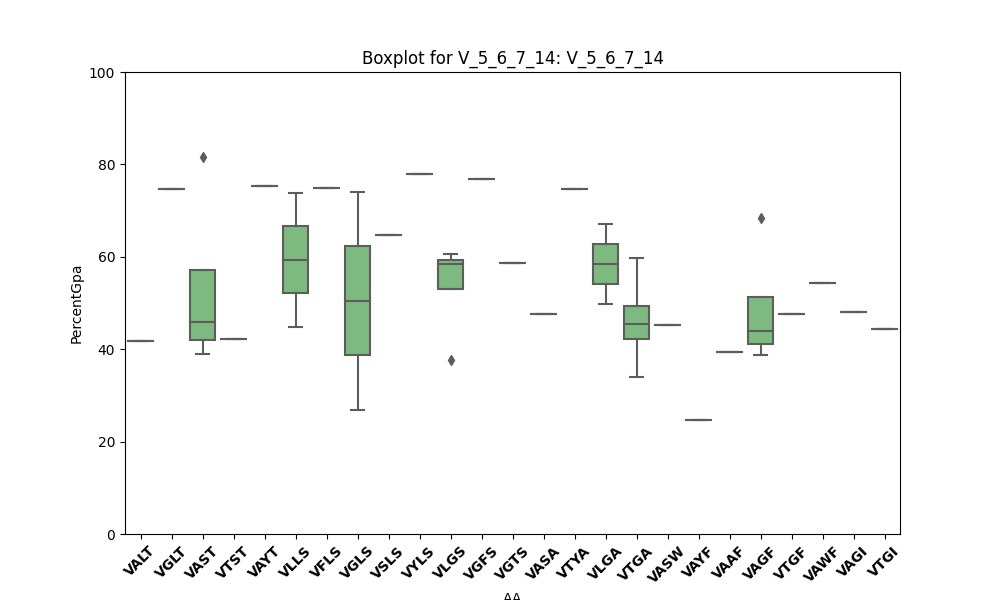 Boxplot for V_5_6_7_14: V_5_6_7_14
PercentGpa
100
80
60
40
20
0
VALT VGLT VAST VTST VAYT VLLS VFLS VGLS VSLS VYLS VLGS VGFS VGTS VASA VTYA VLGA VTGA VASW VAYF VAAF VAGF VTGF VAWF VAGI VTGI
AA